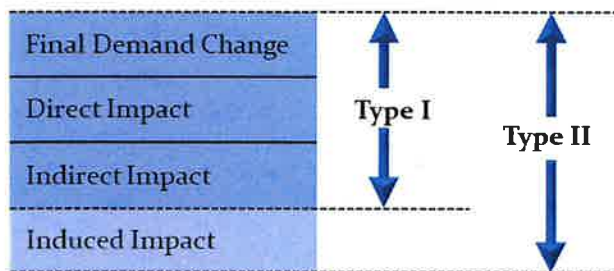 Final Demand Change
Direct Impact
Type I
Type II
Indirect Impact
Induced Impact